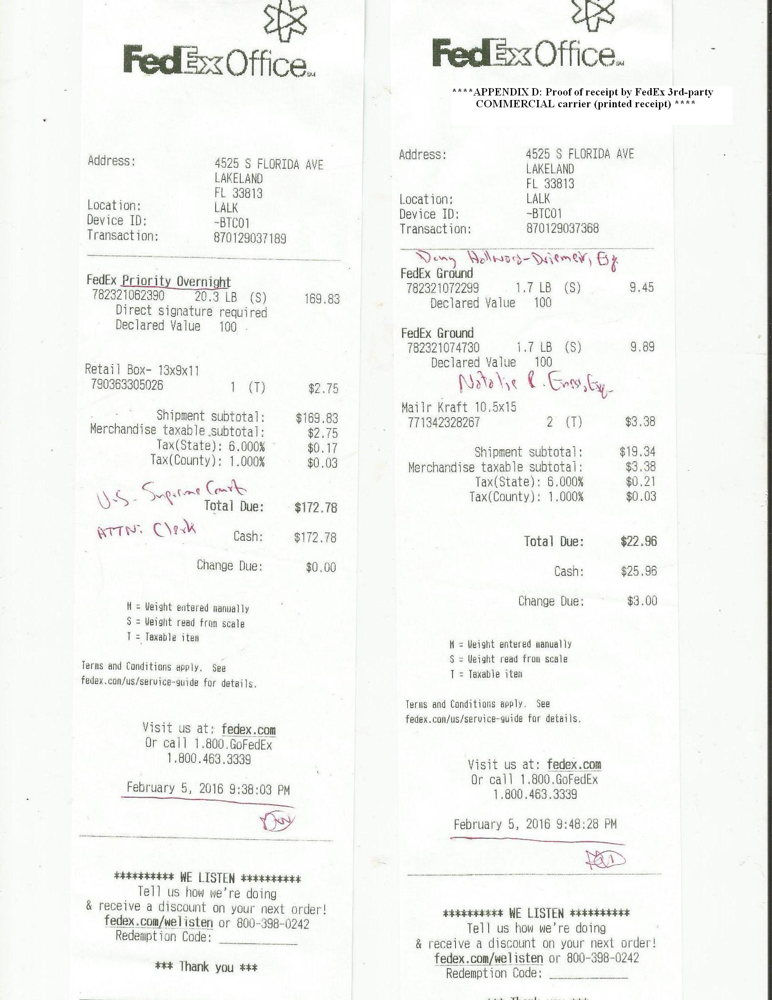 FedEx Office SM
Address: 4525 S FLORIDA AVE
LAKELAND
FL 33813
Location: LALK
Device ID: -BTC01
Transaction: 870129037189
FedEx Priority Overnight
782321062390 20.3 LB (S) 169.83
Direct signature required
Declared Value 100
Retail Box- 13x9x11
790363305026 1 (T) $2.75
Shipment subtotal: $169.83
Merchandise taxable subtotal: $2.75
Tax(State): 6.000% $0.17
Tax(County): 1.000% $0.03
U.S. Supreme Court
Total Due: $172.78
ATTN: Clerk
Cash: $172.78
Change Due: $0.00
M = Weight entered manually
S = Weight read from scale
T = Taxable item
Terms and Conditions apply. See
fedex.com/us/service-guide for details.
Visit us at: fedex.com
Or call 1.800.GoFedEx
1.800.463.3339
February 5, 2016 9:38:03 PM
********** WE LISTEN **********
Tell us how we're doing
& receive a discount on your next order!
fedex.com/welisten or 800-398-0242
Redemption Code: ____________
*** Thank you ***
FedEx Office SM
****APPENDIX D: Proof of receipt by FedEx 3rd-party
COMMERCIAL carrier (printed receipt) ****
Address: 4525 S FLORIDA AVE
LAKELAND
FL 33813
Location: LALK
Device ID: -BTC01
Transaction: 870129037368
Esq.
FedEx Ground
782321072299 1.7 LB (S) 9.45
Declared Value 100
FedEx Ground
782321074730 1.7 LB (S) 9.89
Declared Value 100
Natalie R. Esq.
Mailr Kraft 10.5x15
771342328267 2 (T) $3.38
Shipment subtotal: $19.34
Merchandise taxable subtotal: $3.38
Tax(State): 6.000% $0.21
Tax(County): 1.000% $0.03
Total Due: $22.96
Cash: $25.96
Change Due: $3.00
M = Weight entered manually
S = Weight read from scale
T = Taxable item
Terms and Conditions apply. See
fedex.com/us/service-guide for details.
Visit us at: fedex.com
Or call 1.800.GoFedEx
1.800.463.3339
February 5, 2016 9:48:28 PM
********** WE LISTEN **********
Tell us how we're doing
& receive a discount on your next order!
fedex.com/welisten or 800-398-0242
Redemption Code: ____________